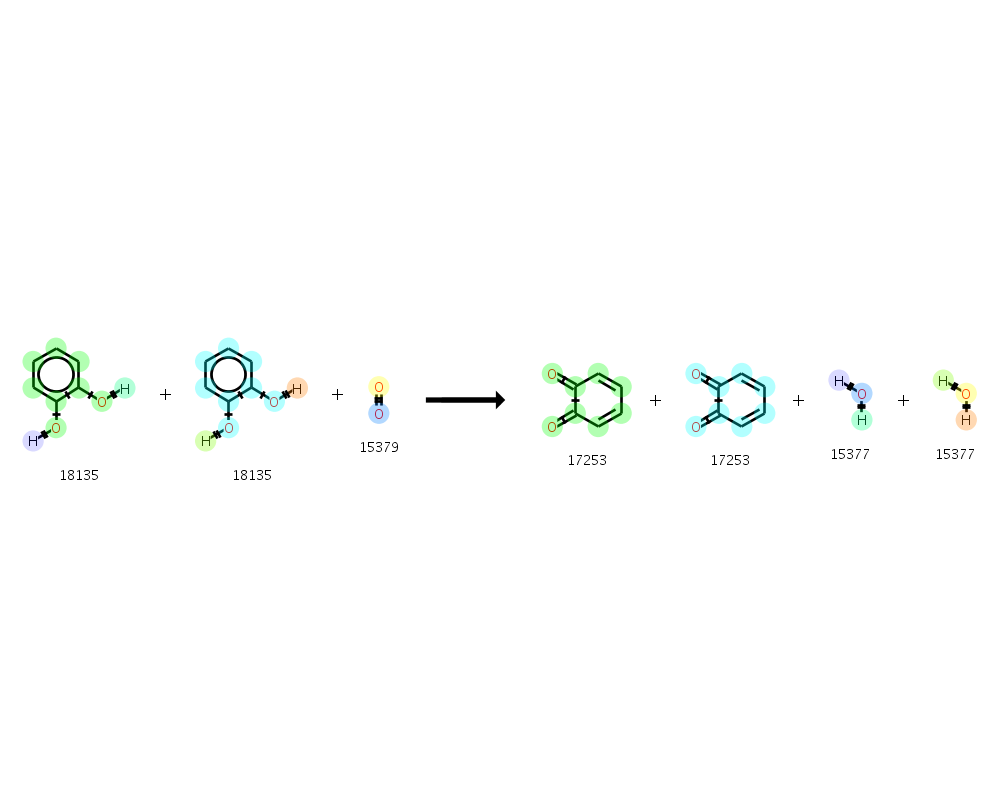 O H + O H + O O O + O + H O + H O
O H O H O O H H
18135 18135 15379 17253 17253 15377 15377